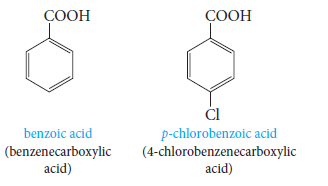 COOH COOH
Cl
benzoic acid p-chlorobenzoic acid
(benzenecarboxylic (4-chlorobenzenecarboxylic
acid) acid)